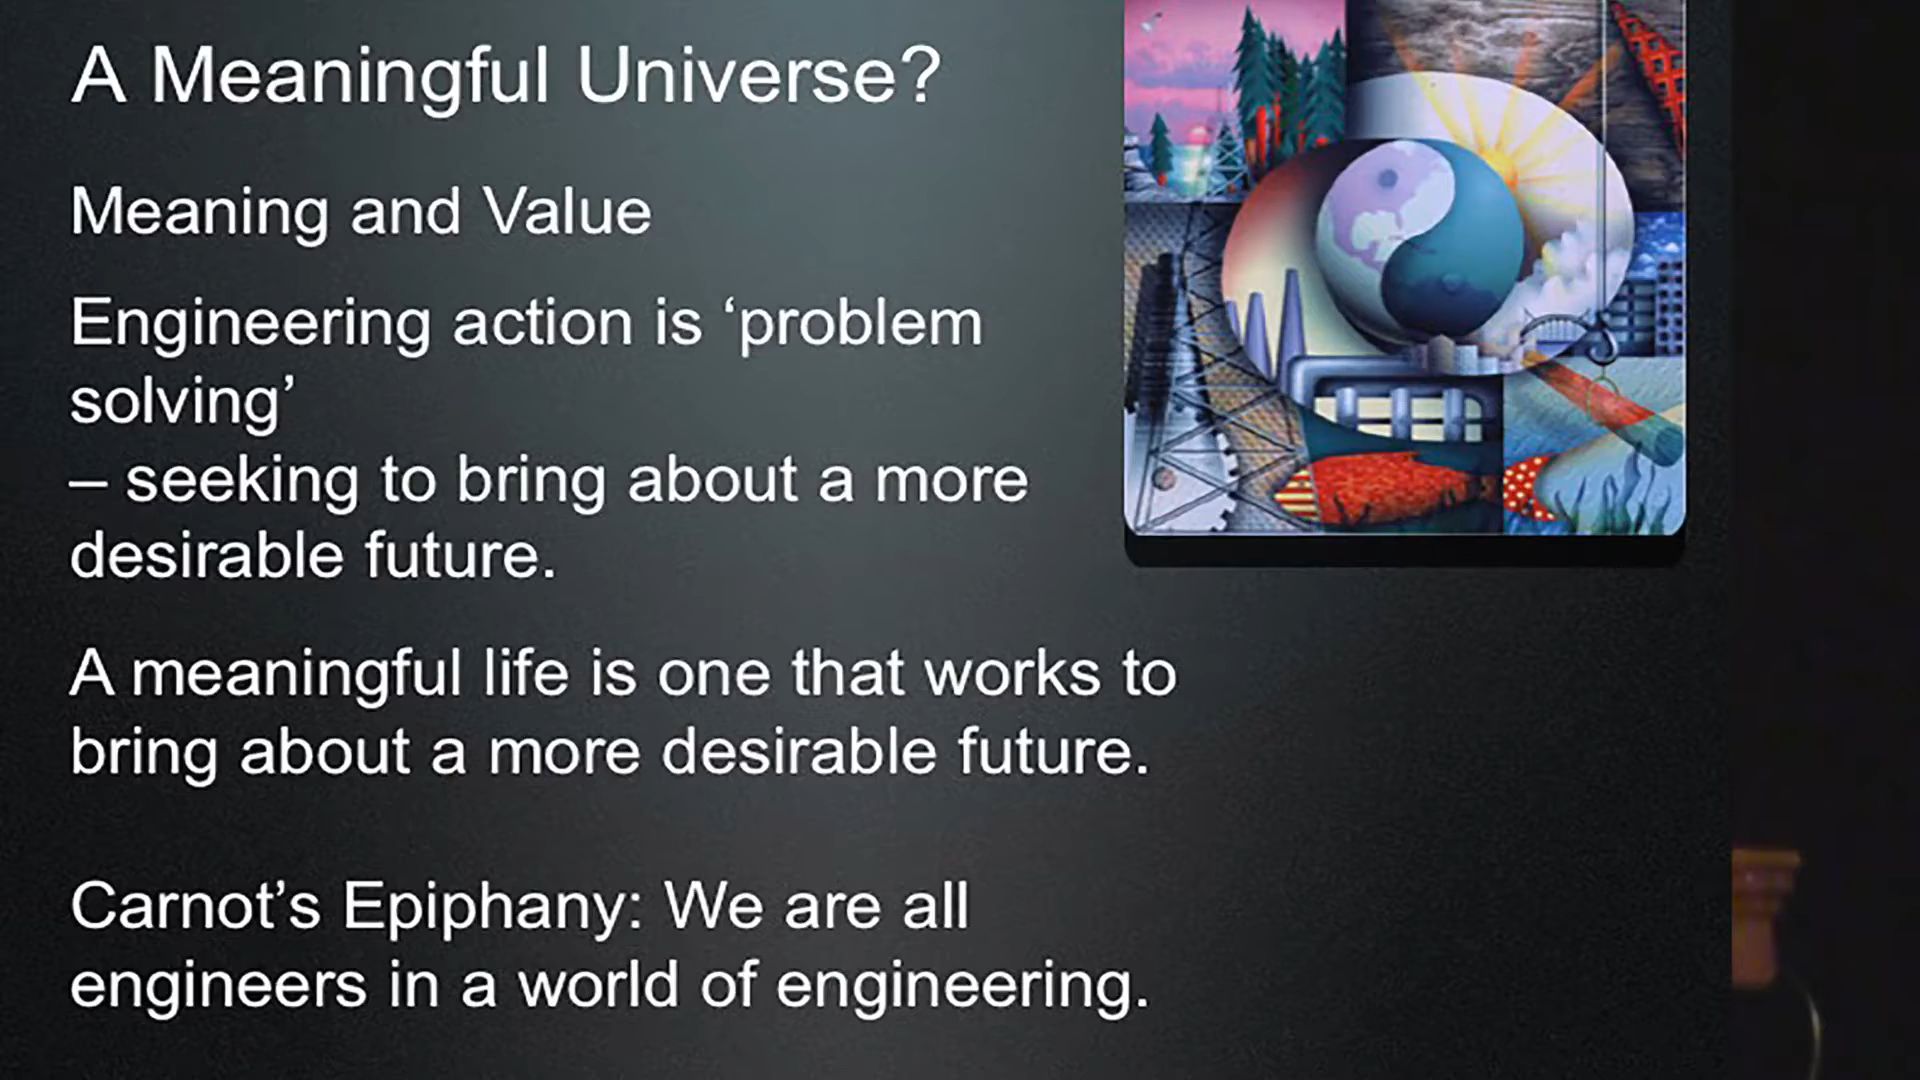 A Meaningful Universe?
Meaning and Value
Engineering action is ‘problem
solving’
– seeking to bring about a more
desirable future.
A meaningful life is one that works to
bring about a more desirable future.
Carnot’s Epiphany: We are all
engineers in a world of engineering.